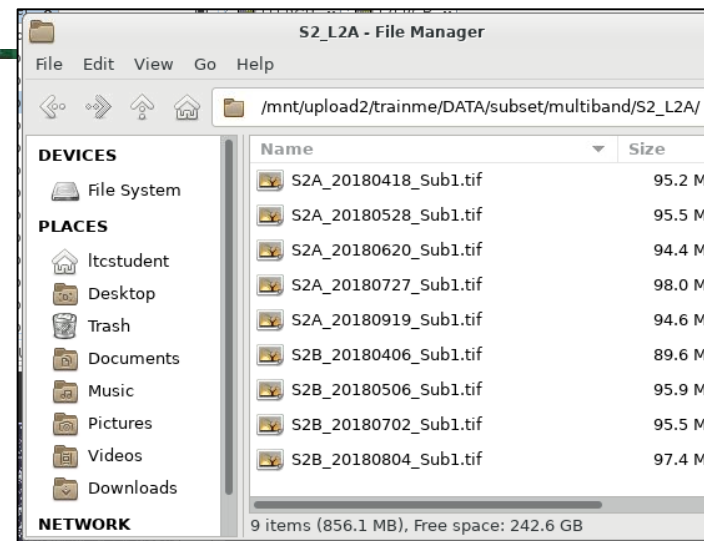 S2_L2A - File Manager
File Edit View Go Help
/mnt/upload2/trainme/DATA/subset/multiband/S2_L2A/
DEVICES
File System
PLACES
ltcstudent
Desktop
Trash
Documents
Music
Pictures
Videos
Downloads
NETWORK
Name Size
S2A_20180418_Sub1.tif 95.2 M
S2A_20180528_Sub1.tif 95.5 M
S2A_20180620_Sub1.tif 94.4 M
S2A_20180727_Sub1.tif 98.0 M
S2A_20180919_Sub1.tif 94.6 M
S2B_20180406_Sub1.tif 89.6 M
S2B_20180506_Sub1.tif 95.9 M
S2B_20180702_Sub1.tif 95.5 M
S2B_20180804_Sub1.tif 97.4 M
9 items (856.1 MB), Free space: 242.6 GB